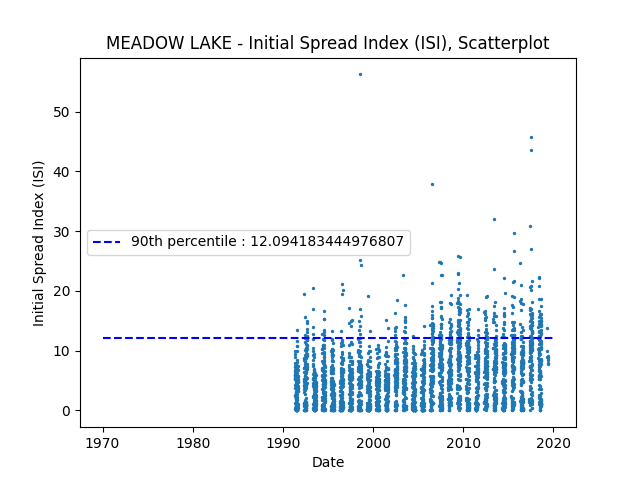 MEADOW LAKE - Initial Spread Index (ISI), Scatterplot
Initial Spread Index (ISI)
50
40
30
20
10
0
90th percentile : 12.094183444976807
1970 1980 1990 2000 2010 2020
Date